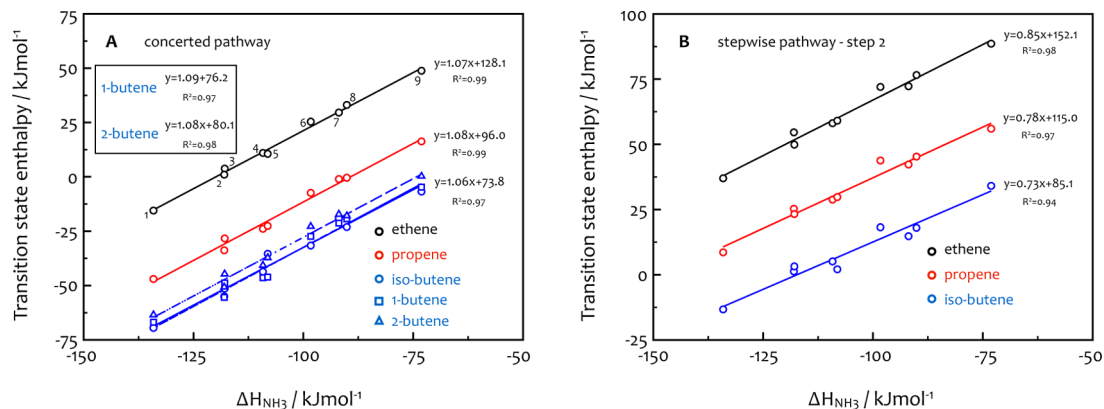 A concerted pathway
y=1.09+76.2
1-butene
R²=0.97
y=1.08x+80.1
2-butene
R²=0.98
y=1.07x+128.1
R²=0.99
y=1.08x+96.0
R²=0.99
y=1.06x+73.8
R²=0.97
1
2
3
4
5
6
7
8
9
ethene
propene
iso-butene
1-butene
2-butene
75
50
25
0
-25
-50
-75
-150
-125
-100
-75
-50
Transition state enthalpy / kJmol⁻¹
ΔH_NH3 / kJmol⁻¹
B stepwise pathway - step 2
y=0.85x+152.1
R²=0.98
y=0.78x+115.0
R²=0.97
y=0.73x+85.1
R²=0.94
ethene
propene
iso-butene
100
75
50
25
0
-25
-150
-125
-100
-75
-50
Transition state enthalpy / kJmol⁻¹
ΔH_NH3 / kJmol⁻¹